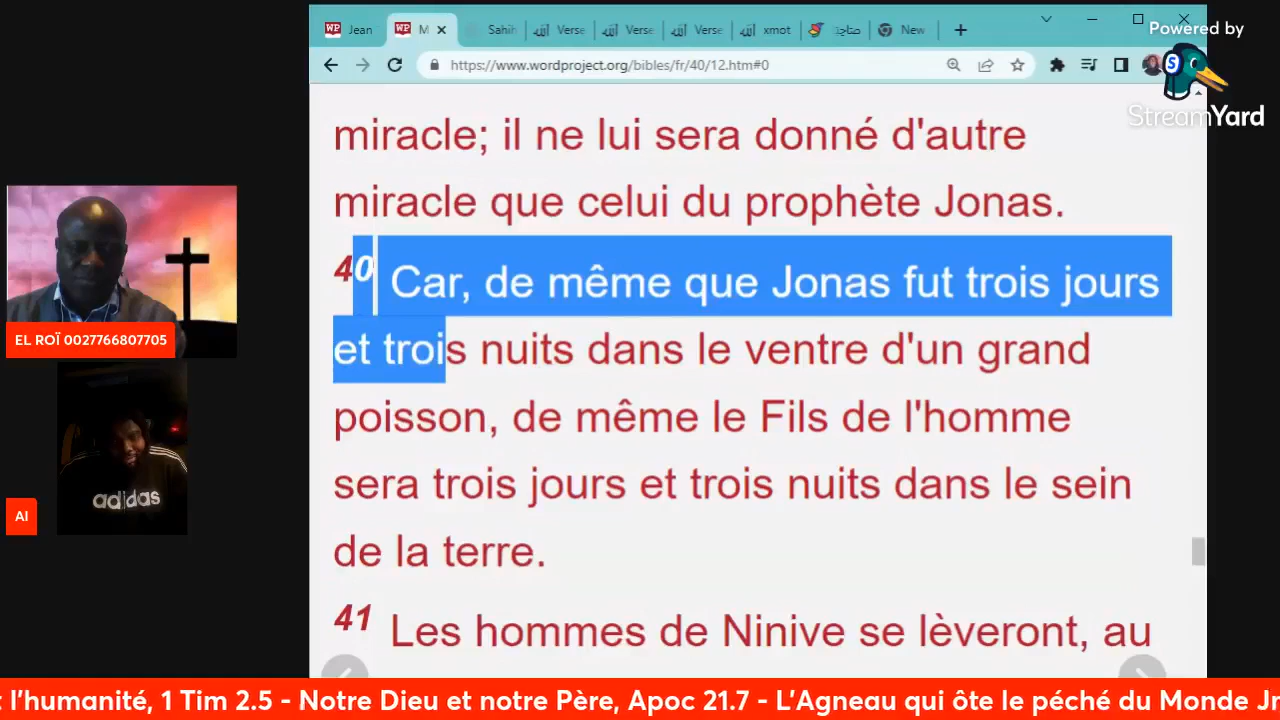 Jean
M
Sahih
Verse
Verse
Verse
xmot
New
https://www.wordproject.org/bibles/fr/40/12.htm#0
Powered by
StreamYard
miracle; il ne lui sera donné d'autre
miracle que celui du prophète Jonas.
40 Car, de même que Jonas fut trois jours
et trois nuits dans le ventre d'un grand
poisson, de même le Fils de l'homme
sera trois jours et trois nuits dans le sein
de la terre.
41 Les hommes de Ninive se lèveront, au
EL ROÏ 0027766807705
adidas
AI
l'humanité, 1 Tim 2.5 - Notre Dieu et notre Père, Apoc 21.7 - L'Agneau qui ôte le péché du Monde Jn